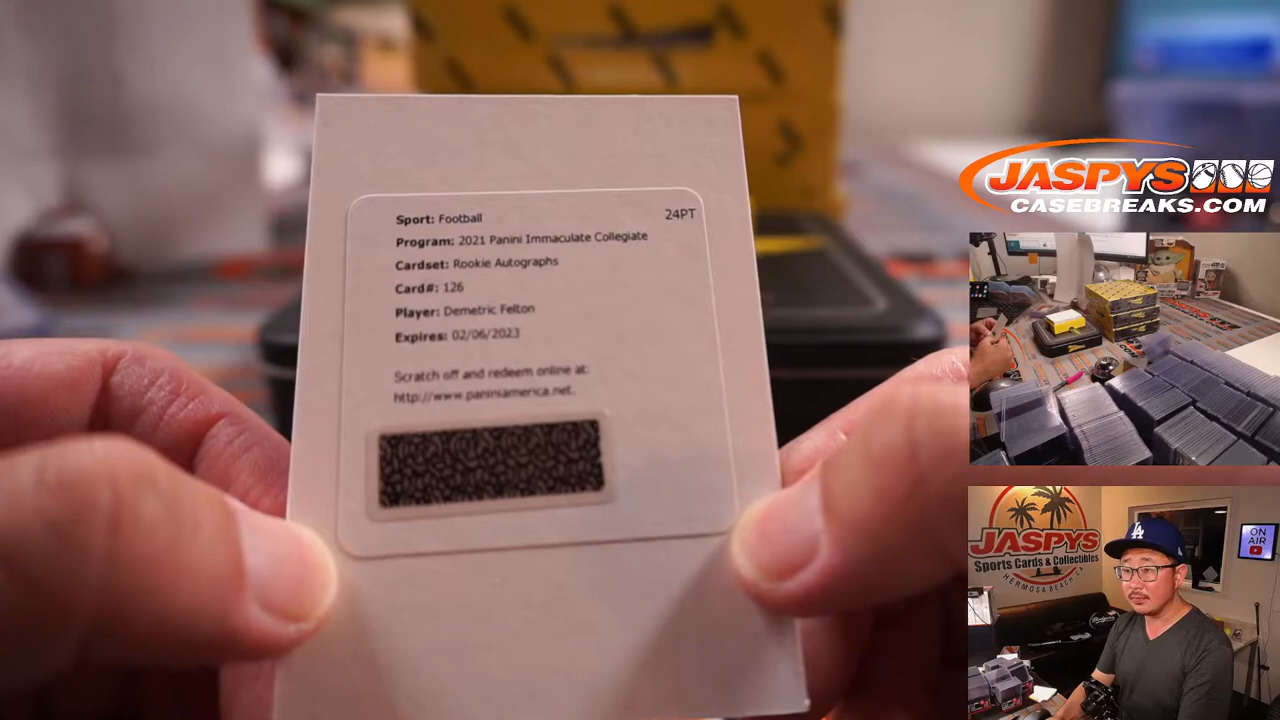 Sport: Football
24PT
Program: 2021 Panini Immaculate Collegiate
Cardset: Rookie Autographs
Card#: 126
Player: Demetric Felton
Expires: 02/06/2023
Scratch off and redeem online at:
http://www.paniniamerica.net.
JASPYS
CASEBREAKS.COM
JASPYS
Sports Cards & Collectibles
HERMOSA BEACH CA
LA
ON
AIR
Dodgers